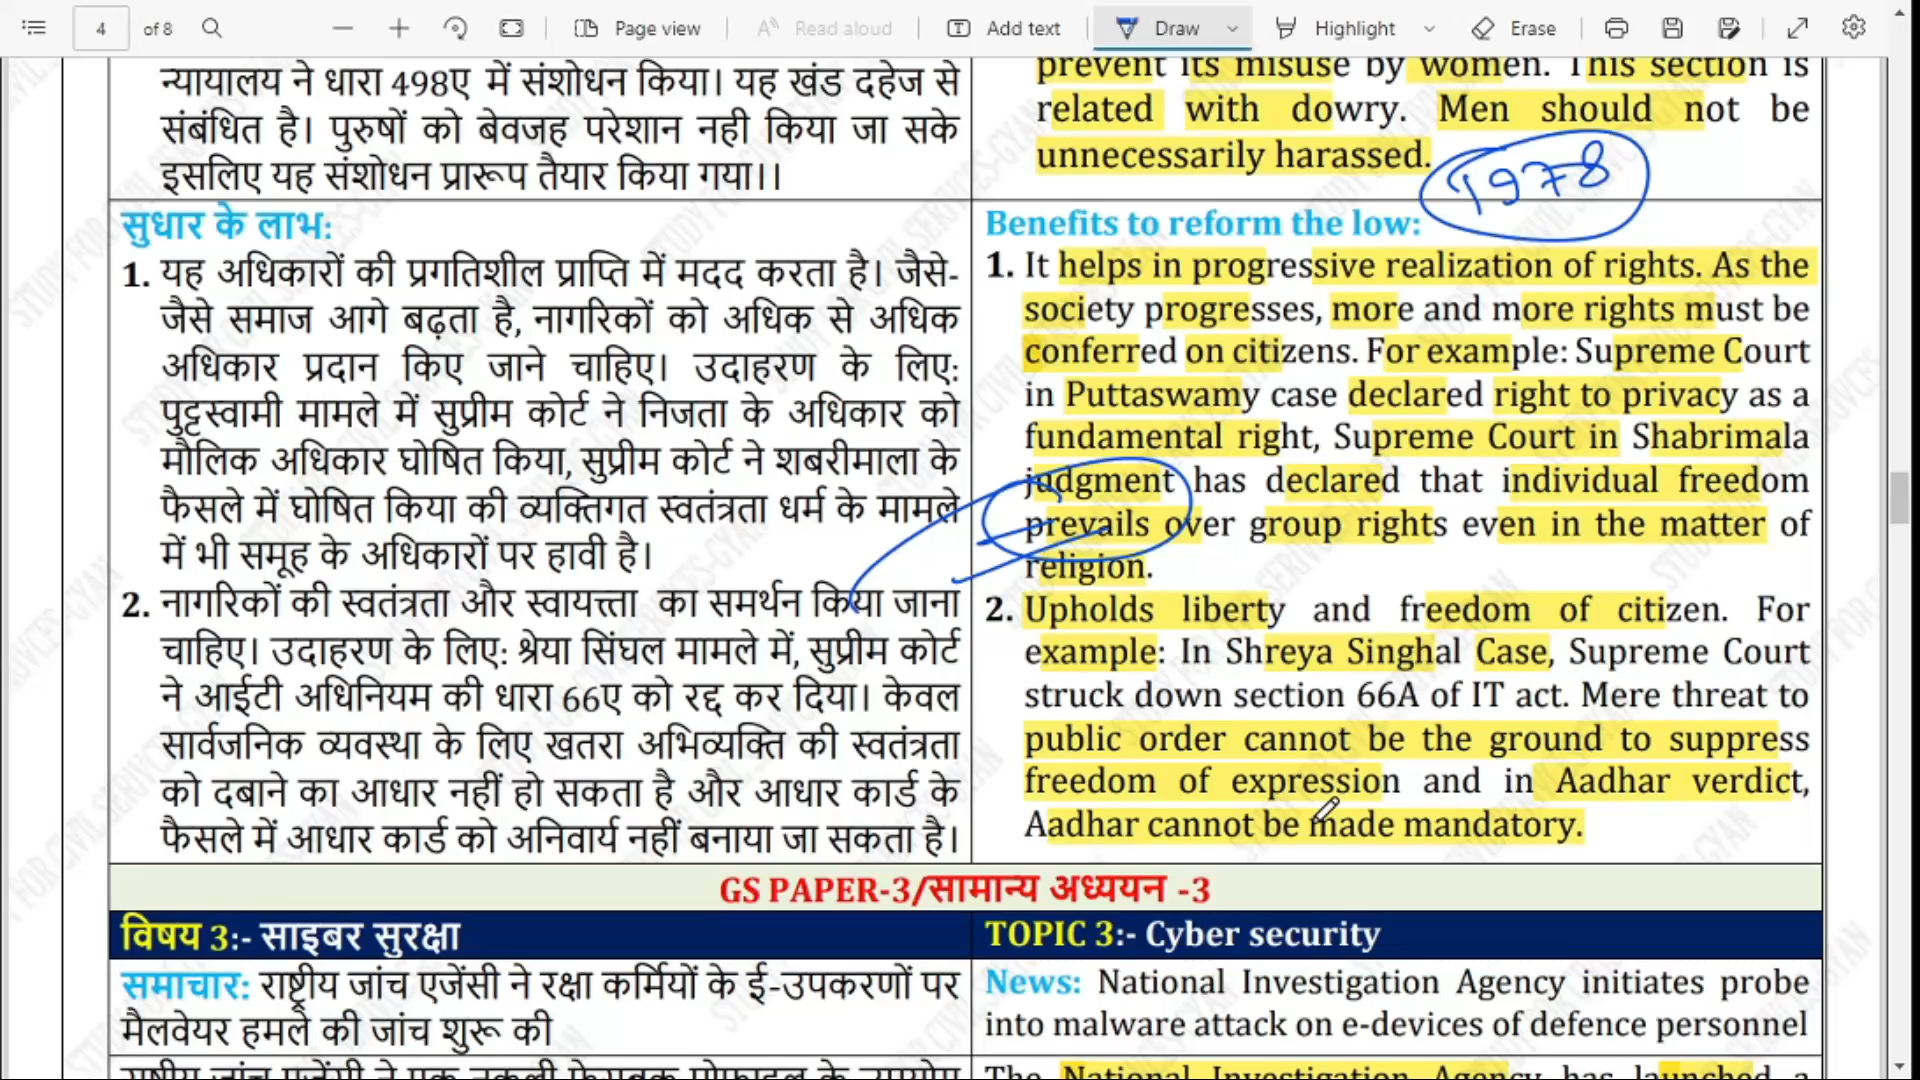 4 of 8 Page view Read aloud Add text Draw Highlight Erase
न्यायालय ने धारा 498ए में संशोधन किया। यह खंड दहेज से
संबंधित है। पुरुषों को बेवजह परेशान नही किया जा सके
इसलिए यह संशोधन प्रारूप तैयार किया गया।।
prevent its misuse by women. This section is
related with dowry. Men should not be
unnecessarily harassed.
1978
सुधार के लाभ:
1. यह अधिकारों की प्रगतिशील प्राप्ति में मदद करता है। जैसे-
जैसे समाज आगे बढ़ता है, नागरिकों को अधिक से अधिक
अधिकार प्रदान किए जाने चाहिए। उदाहरण के लिए:
पुट्टस्वामी मामले में सुप्रीम कोर्ट ने निजता के अधिकार को
मौलिक अधिकार घोषित किया, सुप्रीम कोर्ट ने शबरीमाला के
फैसले में घोषित किया की व्यक्तिगत स्वतंत्रता धर्म के मामले
में भी समूह के अधिकारों पर हावी है।
2. नागरिकों की स्वतंत्रता और स्वायत्त्ता का समर्थन किया जाना
चाहिए। उदाहरण के लिए: श्रेया सिंघल मामले में, सुप्रीम कोर्ट
ने आईटी अधिनियम की धारा 66ए को रद्द कर दिया। केवल
सार्वजनिक व्यवस्था के लिए खतरा अभिव्यक्ति की स्वतंत्रता
को दबाने का आधार नहीं हो सकता है और आधार कार्ड के
फैसले में आधार कार्ड को अनिवार्य नहीं बनाया जा सकता है।
Benefits to reform the low:
1. It helps in progressive realization of rights. As the
society progresses, more and more rights must be
conferred on citizens. For example: Supreme Court
in Puttaswamy case declared right to privacy as a
fundamental right, Supreme Court in Shabrimala
judgment has declared that individual freedom
prevails over group rights even in the matter of
religion.
2. Upholds liberty and freedom of citizen. For
example: In Shreya Singhal Case, Supreme Court
struck down section 66A of IT act. Mere threat to
public order cannot be the ground to suppress
freedom of expression and in Aadhar verdict,
Aadhar cannot be made mandatory.
GS PAPER-3/सामान्य अध्ययन -3
विषय 3:- साइबर सुरक्षा
TOPIC 3:- Cyber security
समाचार: राष्ट्रीय जांच एजेंसी ने रक्षा कर्मियों के ई-उपकरणों पर
मैलवेयर हमले की जांच शुरू की
News: National Investigation Agency initiates probe
into malware attack on e-devices of defence personnel
The National Investigation Agency has launched a